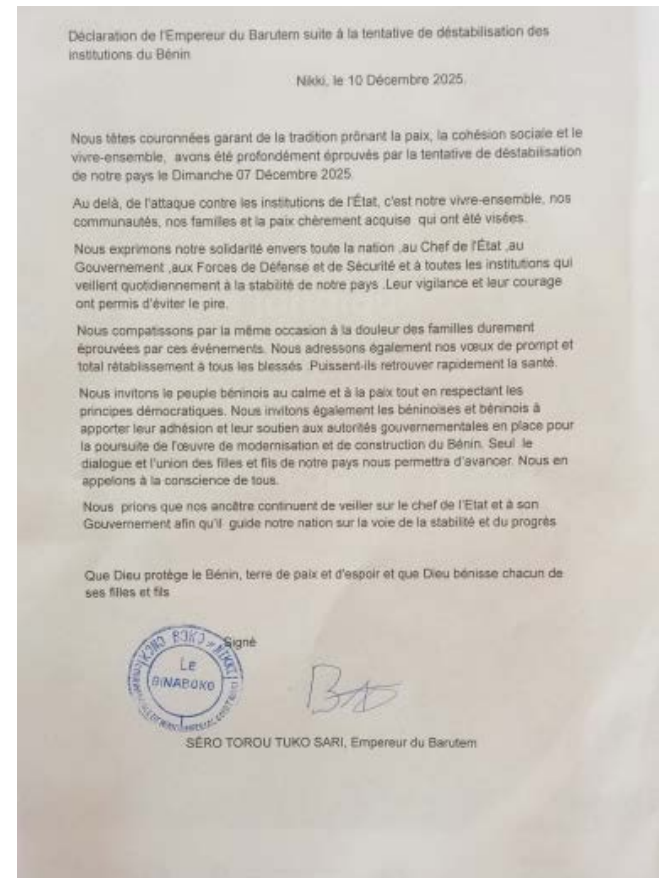 Déclaration de l'Empereur du Barutem suite à la tentative de déstabilisation des
institutions du Bénin
Nikki, le 10 Décembre 2025.
Nous têtes couronnées garant de la tradition prônant la paix, la cohésion sociale et le
vivre-ensemble, avons été profondément éprouvés par la tentative de déstabilisation
de notre pays le Dimanche 07 Décembre 2025.
Au delà, de l'attaque contre les institutions de l'État, c'est notre vivre-ensemble, nos
communautés, nos familles et la paix chèrement acquise qui ont été visées.
Nous exprimons notre solidarité envers toute la nation ,au Chef de l'État ,au
Gouvernement ,aux Forces de Défense et de Sécurité et à toutes les institutions qui
veillent quotidiennement à la stabilité de notre pays .Leur vigilance et leur courage
ont permis d'éviter le pire.
Nous compatissons par la même occasion à la douleur des familles durement
éprouvées par ces événements. Nous adressons également nos vœux de prompt et
total rétablissement à tous les blessés .Puissent-ils retrouver rapidement la santé.
Nous invitons le peuple béninois au calme et à la paix tout en respectant les
principes démocratiques. Nous invitons également les béninoises et béninois à
apporter leur adhésion et leur soutien aux autorités gouvernementales en place pour
la poursuite de l'œuvre de modernisation et de construction du Bénin. Seul le
dialogue et l'union des filles et fils de notre pays nous permettra d'avancer. Nous en
appelons à la conscience de tous.
Nous prions que nos ancêtre continuent de veiller sur le chef de l'Etat et à son
Gouvernement afin qu'il guide notre nation sur la voie de la stabilité et du progrès
Que Dieu protège le Bénin, terre de paix et d'espoir et que Dieu bénisse chacun de
ses filles et fils
Signé
NIKKI
Le
SINABOKO
SÉRO TOROU TUKO SARI, Empereur du Barutem